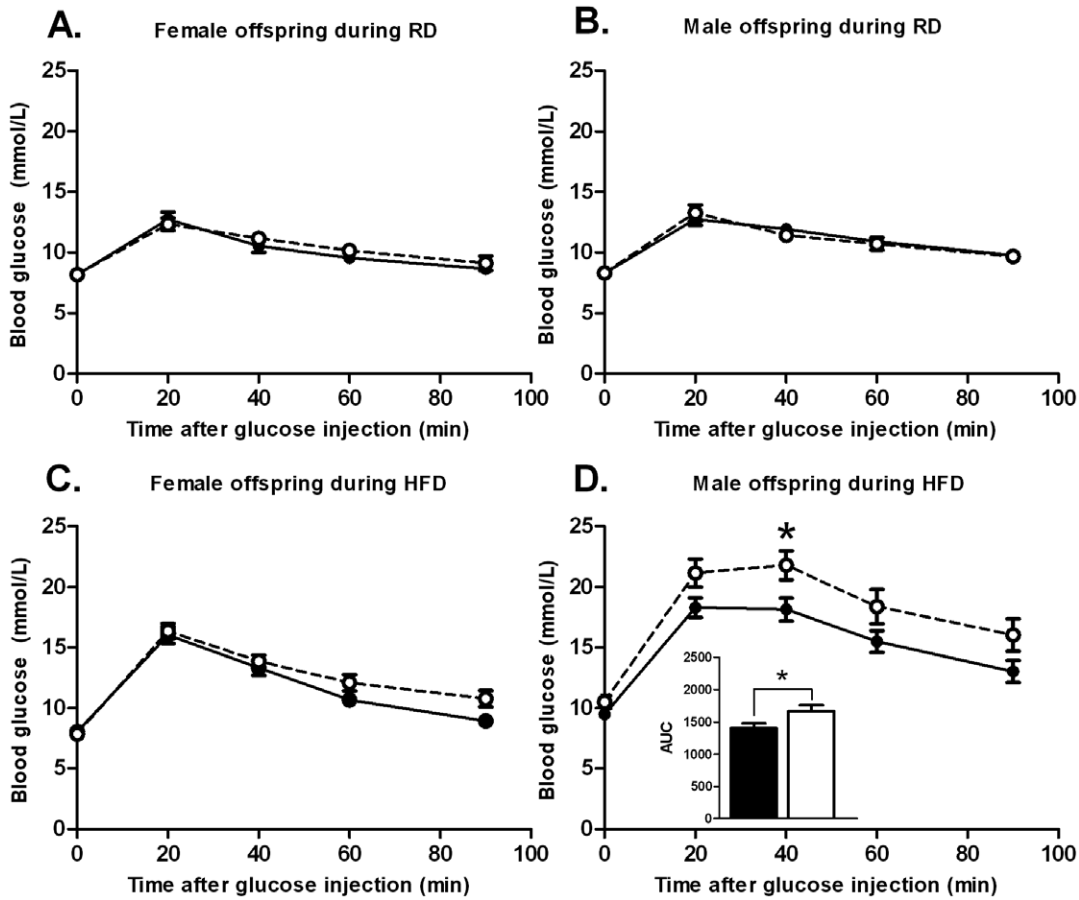 A. Female offspring during RD
25
20
15
10
5
0
Blood glucose (mmol/L)
0 20 40 60 80 100
Time after glucose injection (min)
B. Male offspring during RD
25
20
15
10
5
0
Blood glucose (mmol/L)
0 20 40 60 80 100
Time after glucose injection (min)
C. Female offspring during HFD
25
20
15
10
5
0
Blood glucose (mmol/L)
0 20 40 60 80 100
Time after glucose injection (min)
D. Male offspring during HFD
25
20
15
10
5
0
Blood glucose (mmol/L)
*
2500
2000
1500
1000
500
0
AUC
*
0 20 40 60 80 100
Time after glucose injection (min)